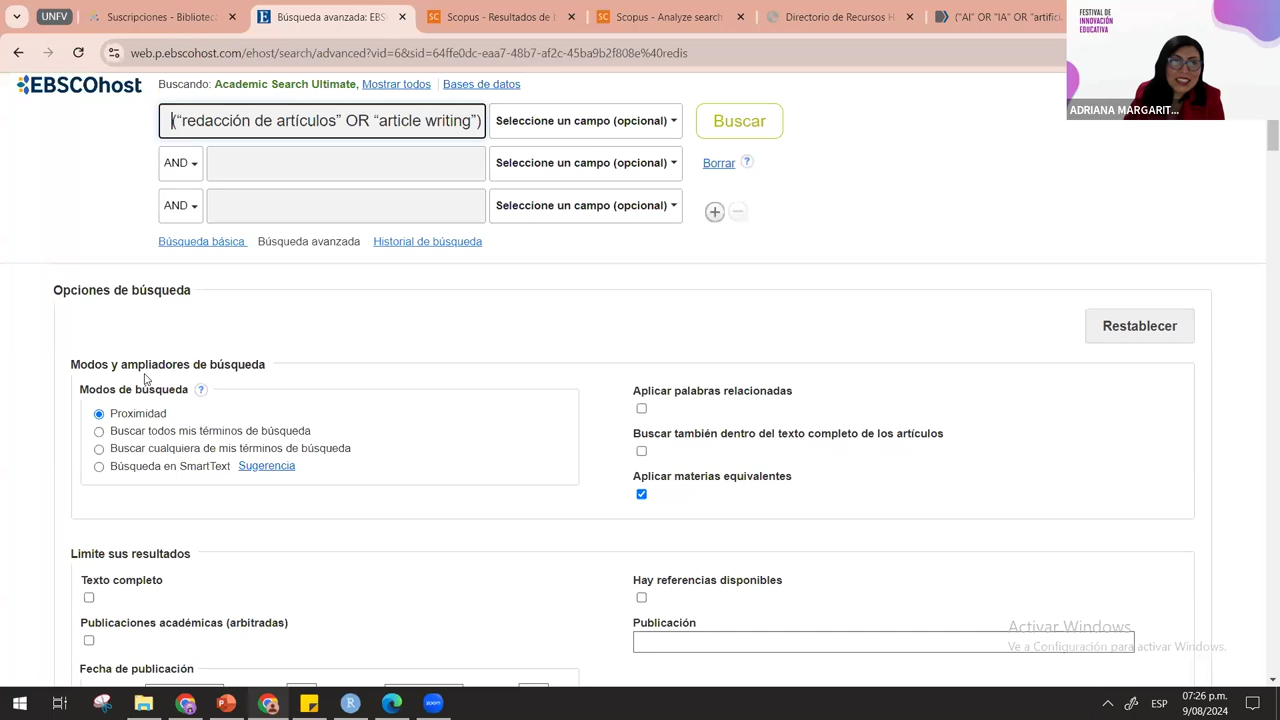 UNFV
Suscripciones -
Búsqueda avanzada: EBS
Scopus - Resultados de
Scopus - Analyze search
Directorio de Recursos H
("AI" OR "IA" OR "artific
web.pbscohost.com/ehost/search/advanced?vid=6&sid=64ffe01c-eaa7-48b7-af2c-45ba9b2f808e%40redis
FESTIVAL DE
INNOVACIÓN
EDUCATIVA
ADRIANA MARGARIT...
EBSCOhost
Buscando: Academic Search Ultimate, Mostrar todos Bases de datos
(“redacción de artículos” OR “article writing”) Seleccione un campo (opcional) Buscar
AND Seleccione un campo (opcional) Borrar ?
AND Seleccione un campo (opcional)
Búsqueda básica Búsqueda avanzada Historial de búsqueda
Opciones de búsqueda
Restablecer
Modos y ampliadores de búsqueda
Modos de búsqueda ?
Proximidad
Buscar todos mis términos de búsqueda
Buscar cualquiera de mis términos de búsqueda
Búsqueda en SmartText Sugerencia
Aplicar palabras relacionadas
Buscar también dentro del texto completo de los artículos
Aplicar materias equivalentes
Limite sus resultados
Texto completo
Hay referencias disponibles
Publicaciones académicas (arbitradas)
Publicación
Fecha de publicación
Activar Windows
Ve a Configuración para activar Windows.
ESP
07:26 p.m.
9/08/2024